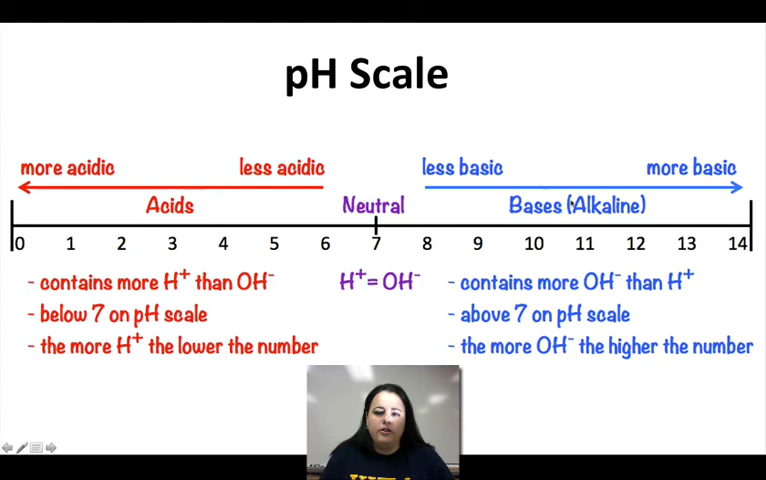 pH Scale
more acidic less acidic less basic more basic
Acids Neutral Bases (Alkaline)
0 1 2 3 4 5 6 7 8 9 10 11 12 13 14
- contains more H⁺ than OH⁻ H⁺ = OH⁻ - contains more OH⁻ than H⁺
- below 7 on pH scale - above 7 on pH scale
- the more H⁺ the lower the number - the more OH⁻ the higher the number